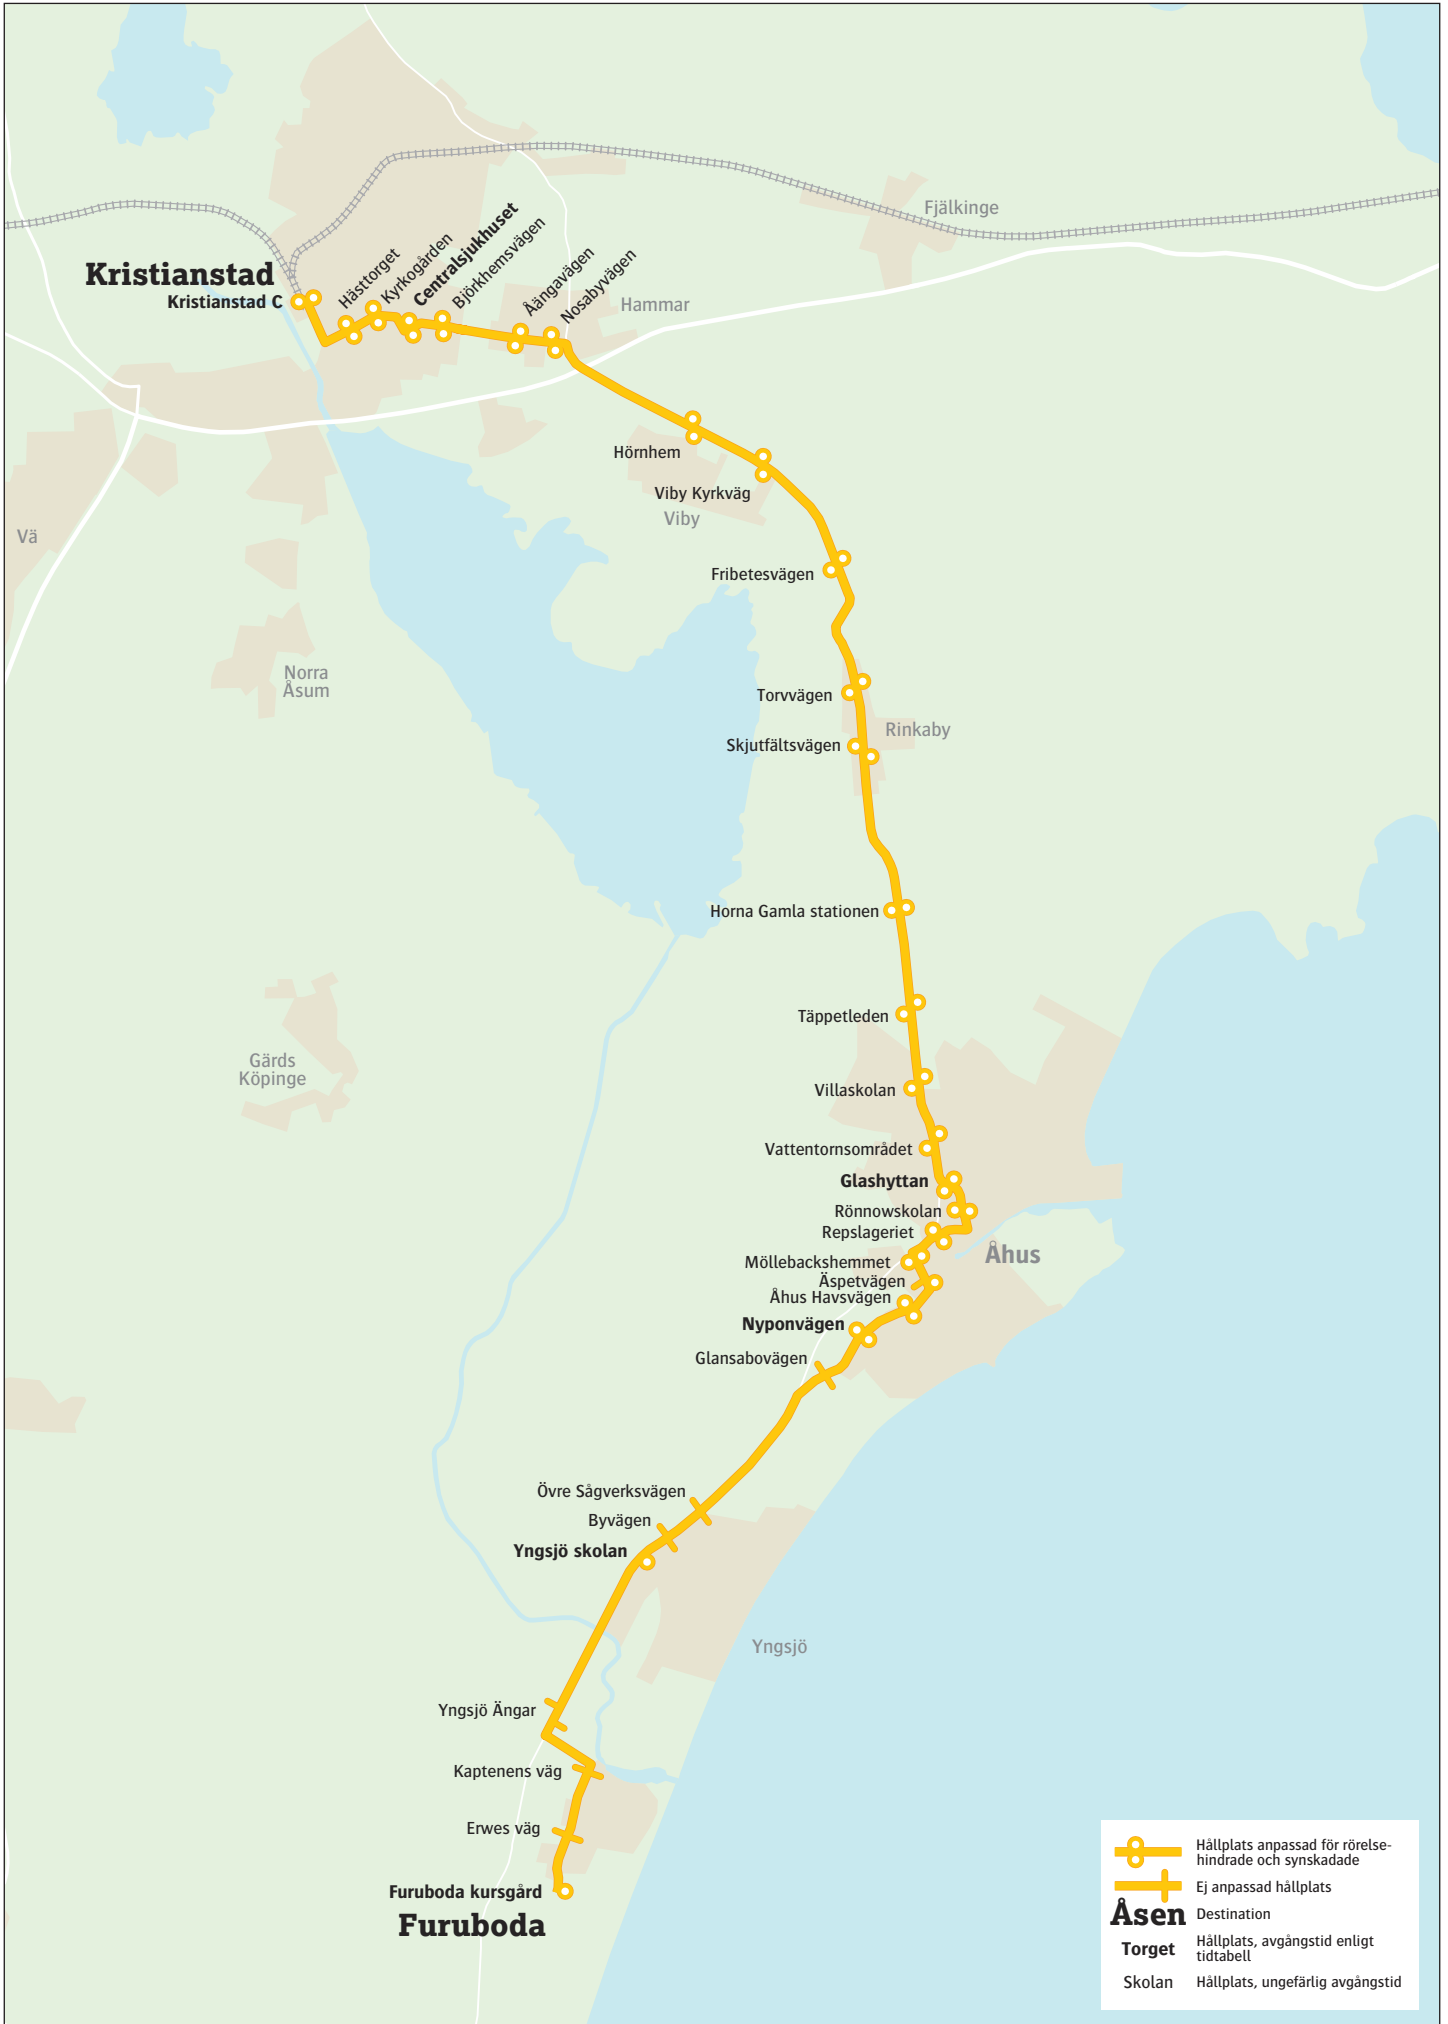 Fjälkinge
Kristianstad
Kristianstad C
Hästtorget
Kyrkogården
Centralsjukhuset
Björkhemsvägen
Åängavägen
Nosabyvägen
Hammar
Hörnhem
Viby Kyrkväg
Viby
Vä
Fribetesvägen
Norra
Åsum
Torvvägen
Rinkaby
Skjutfältsvägen
Horna Gamla stationen
Täppetleden
Gärds
Köpinge
Villaskolan
Vattentornsområdet
Glashyttan
Rönnowskolan
Repslageriet
Åhus
Möllebackshemmet
Äspetvägen
Åhus Havsvägen
Nyponvägen
Glansabovägen
Övre Sågverksvägen
Byvägen
Yngsjö skolan
Yngsjö
Yngsjö Ängar
Kaptenens väg
Erwes väg
Furuboda kursgård
Furuboda
Hållplats anpassad för rörelse-
hindrade och synskadade
Ej anpassad hållplats
Åsen Destination
Torget Hållplats, avgångstid enligt
tidtabell
Skolan Hållplats, ungefärlig avgångstid